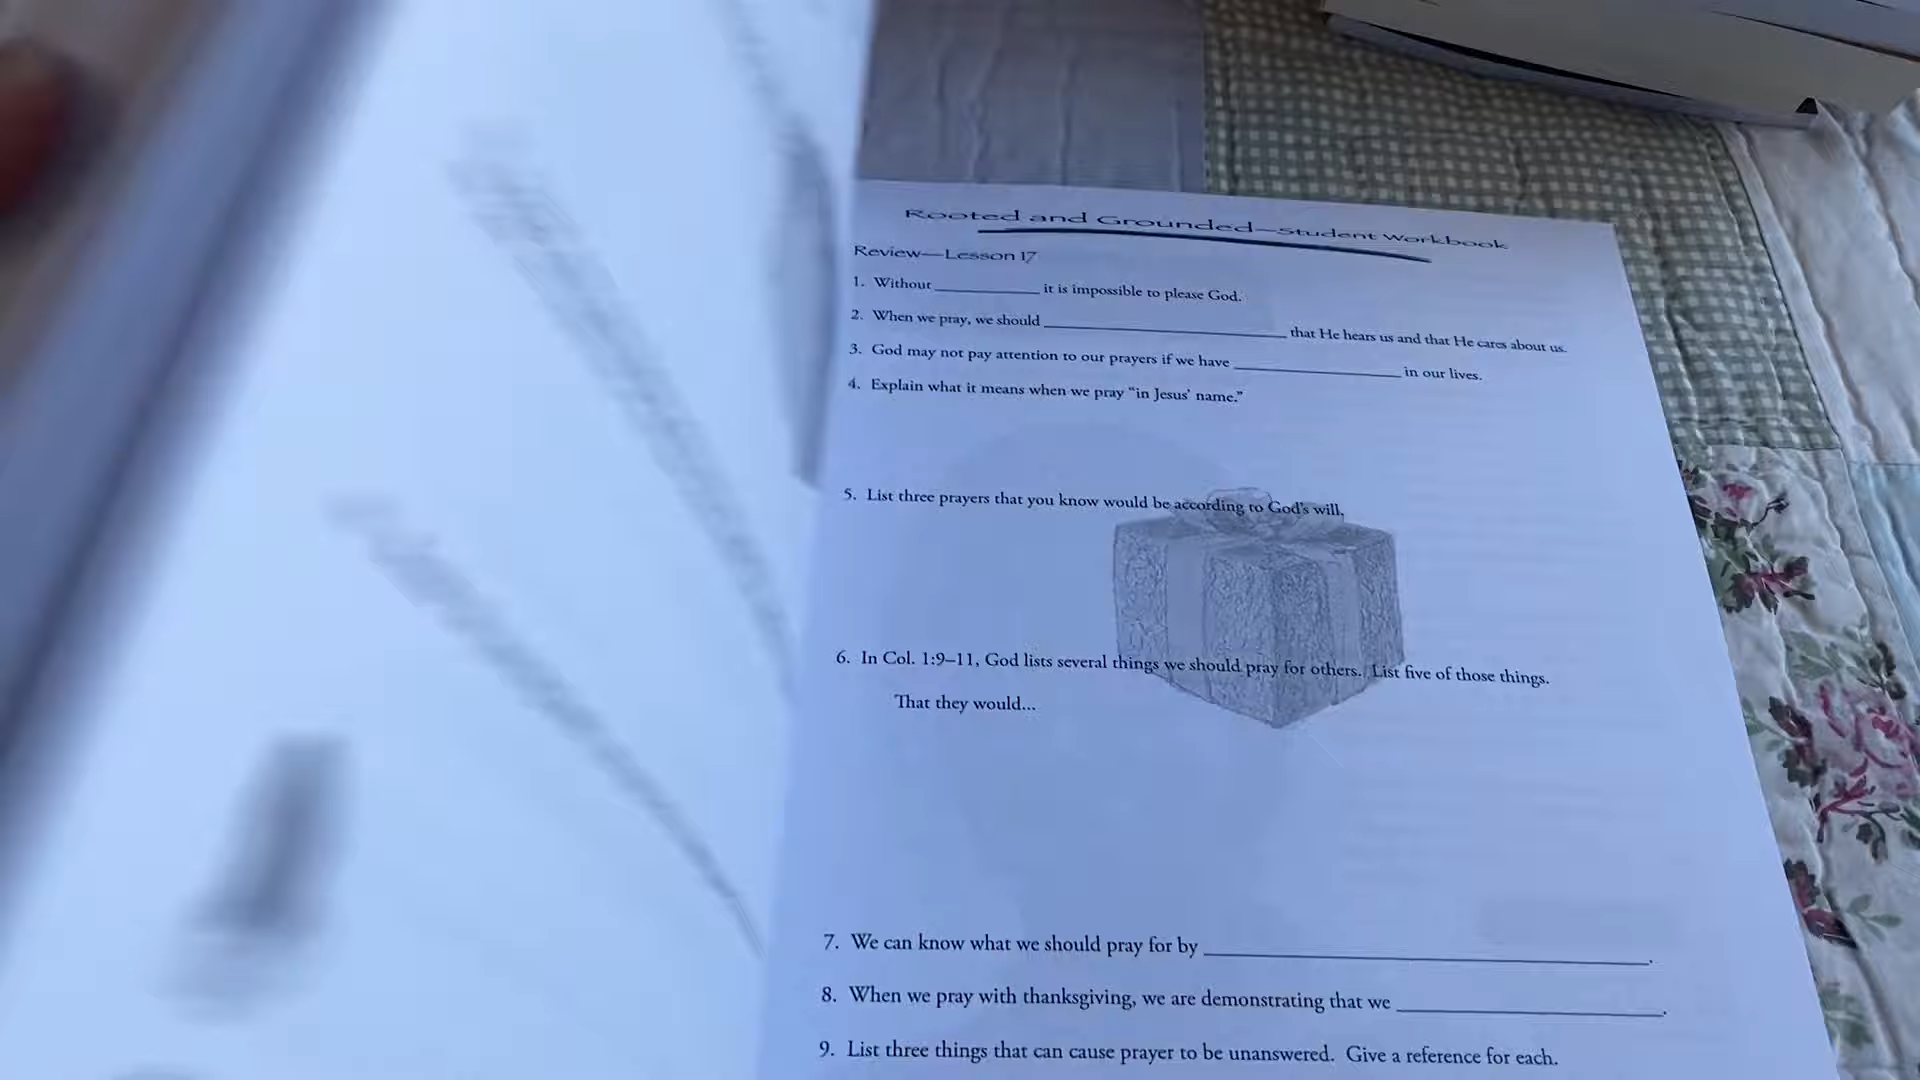 Rooted and Grounded—Student Workbook
Review—Lesson 17
1. Without __________ it is impossible to please God.
2. When we pray, we should __________ that He hears us and that He cares about us.
3. God may not pay attention to our prayers if we have __________ in our lives.
4. Explain what it means when we pray “in Jesus’ name.”
5. List three prayers that you know would be according to God’s will.
6. In Col. 1:9–11, God lists several things we should pray for others. List five of those things.
That they would...
7. We can know what we should pray for by __________.
8. When we pray with thanksgiving, we are demonstrating that we __________.
9. List three things that can cause prayer to be unanswered. Give a reference for each.